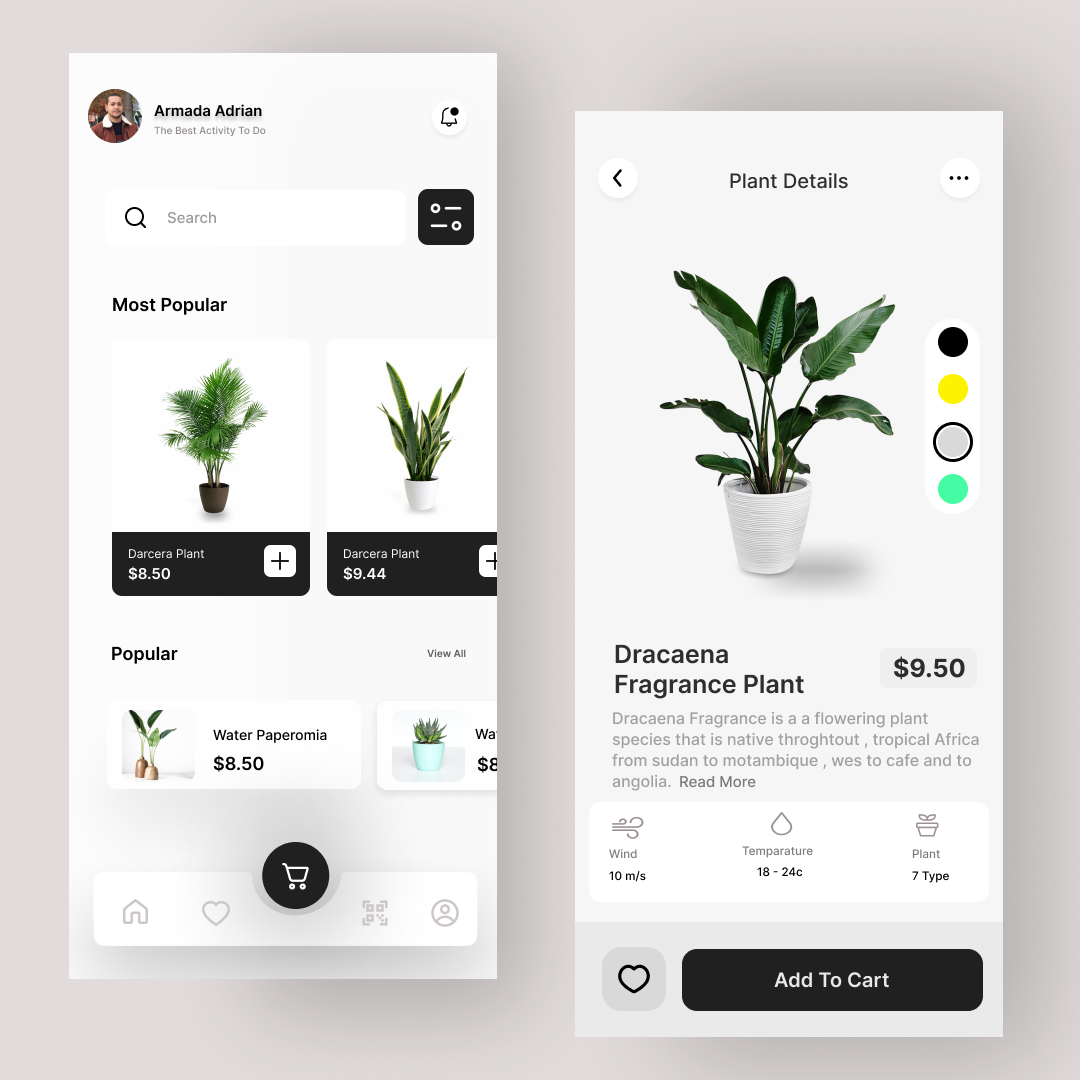 Armada Adrian
The Best Activity To Do
Search
Most Popular
Darcera Plant
$8.50
Darcera Plant
$9.44
Popular
View All
Water Paperomia
$8.50
Wa
$8
Plant Details
Dracaena
Fragrance Plant
$9.50
Dracaena Fragrance is a a flowering plant
species that is native throghtout , tropical Africa
from sudan to motambique , wes to cafe and to
angolia. Read More
Wind
10 m/s
Temparature
18 - 24c
Plant
7 Type
Add To Cart